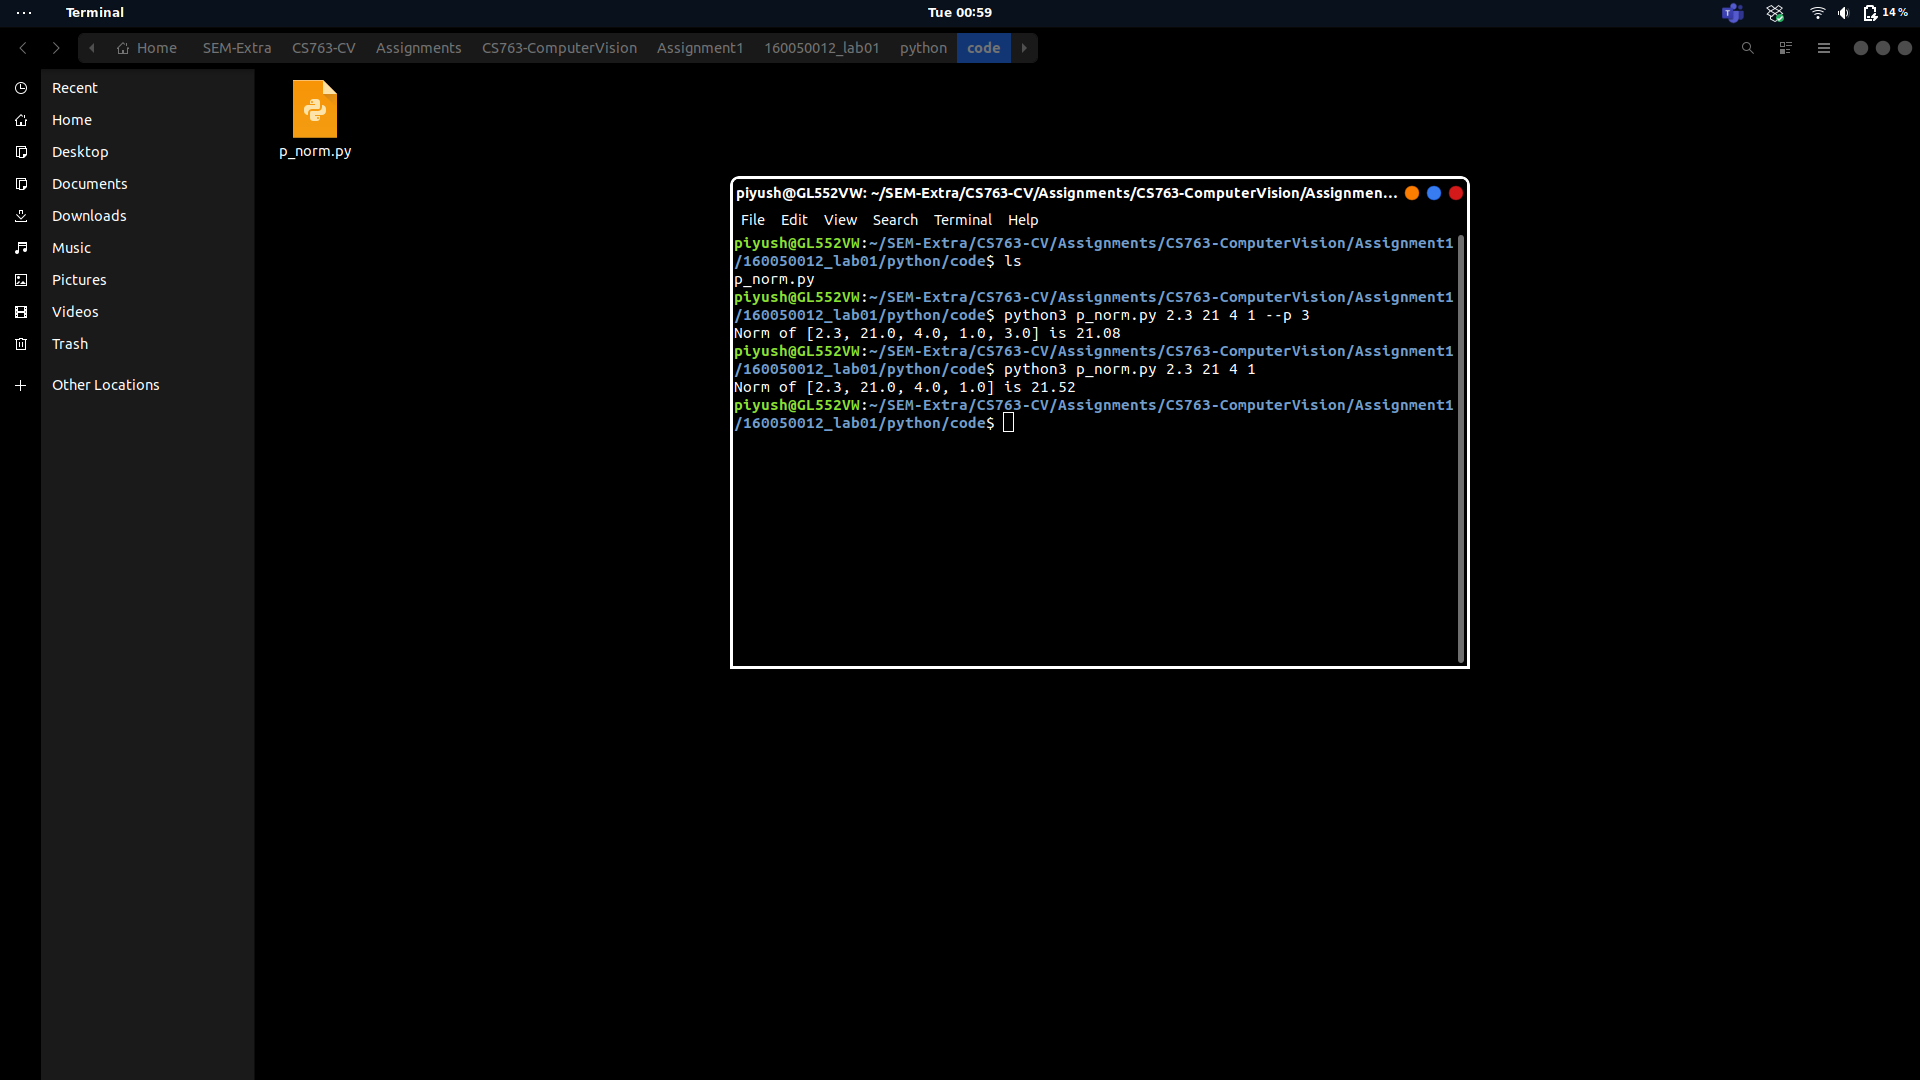 Terminal
Tue 00:59
14 %
Home SEM-Extra CS763-CV Assignments CS763-ComputerVision Assignment1 160050012_lab01 python code
Recent
Home
Desktop
Documents
Downloads
Music
Pictures
Videos
Trash
Other Locations
p_norm.py
piyush@GL552VW: ~/SEM-Extra/CS763-CV/Assignments/CS763-ComputerVision/Assignmen...
File Edit View Search Terminal Help
piyush@GL552VW:~/SEM-Extra/CS763-CV/Assignments/CS763-ComputerVision/Assignment1
/160050012_lab01/python/code$ ls
p_norm.py
piyush@GL552VW:~/SEM-Extra/CS763-CV/Assignments/CS763-ComputerVision/Assignment1
/160050012_lab01/python/code$ python3 p_norm.py 2.3 21 4 1 --p 3
Norm of [2.3, 21.0, 4.0, 1.0, 3.0] is 21.08
piyush@GL552VW:~/SEM-Extra/CS763-CV/Assignments/CS763-ComputerVision/Assignment1
/160050012_lab01/python/code$ python3 p_norm.py 2.3 21 4 1
Norm of [2.3, 21.0, 4.0, 1.0] is 21.52
piyush@GL552VW:~/SEM-Extra/CS763-CV/Assignments/CS763-ComputerVision/Assignment1
/160050012_lab01/python/code$